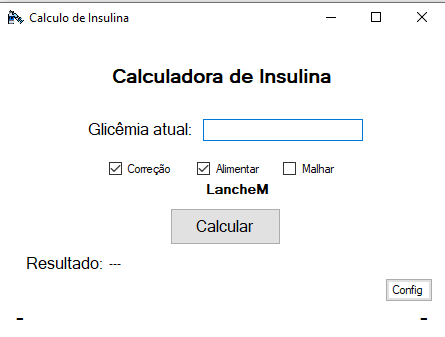 Calculo de Insulina
Calculadora de Insulina
Glicêmia atual:
Correção Alimentar Malhar
LancheM
Calcular
Resultado: ---
Config
- -